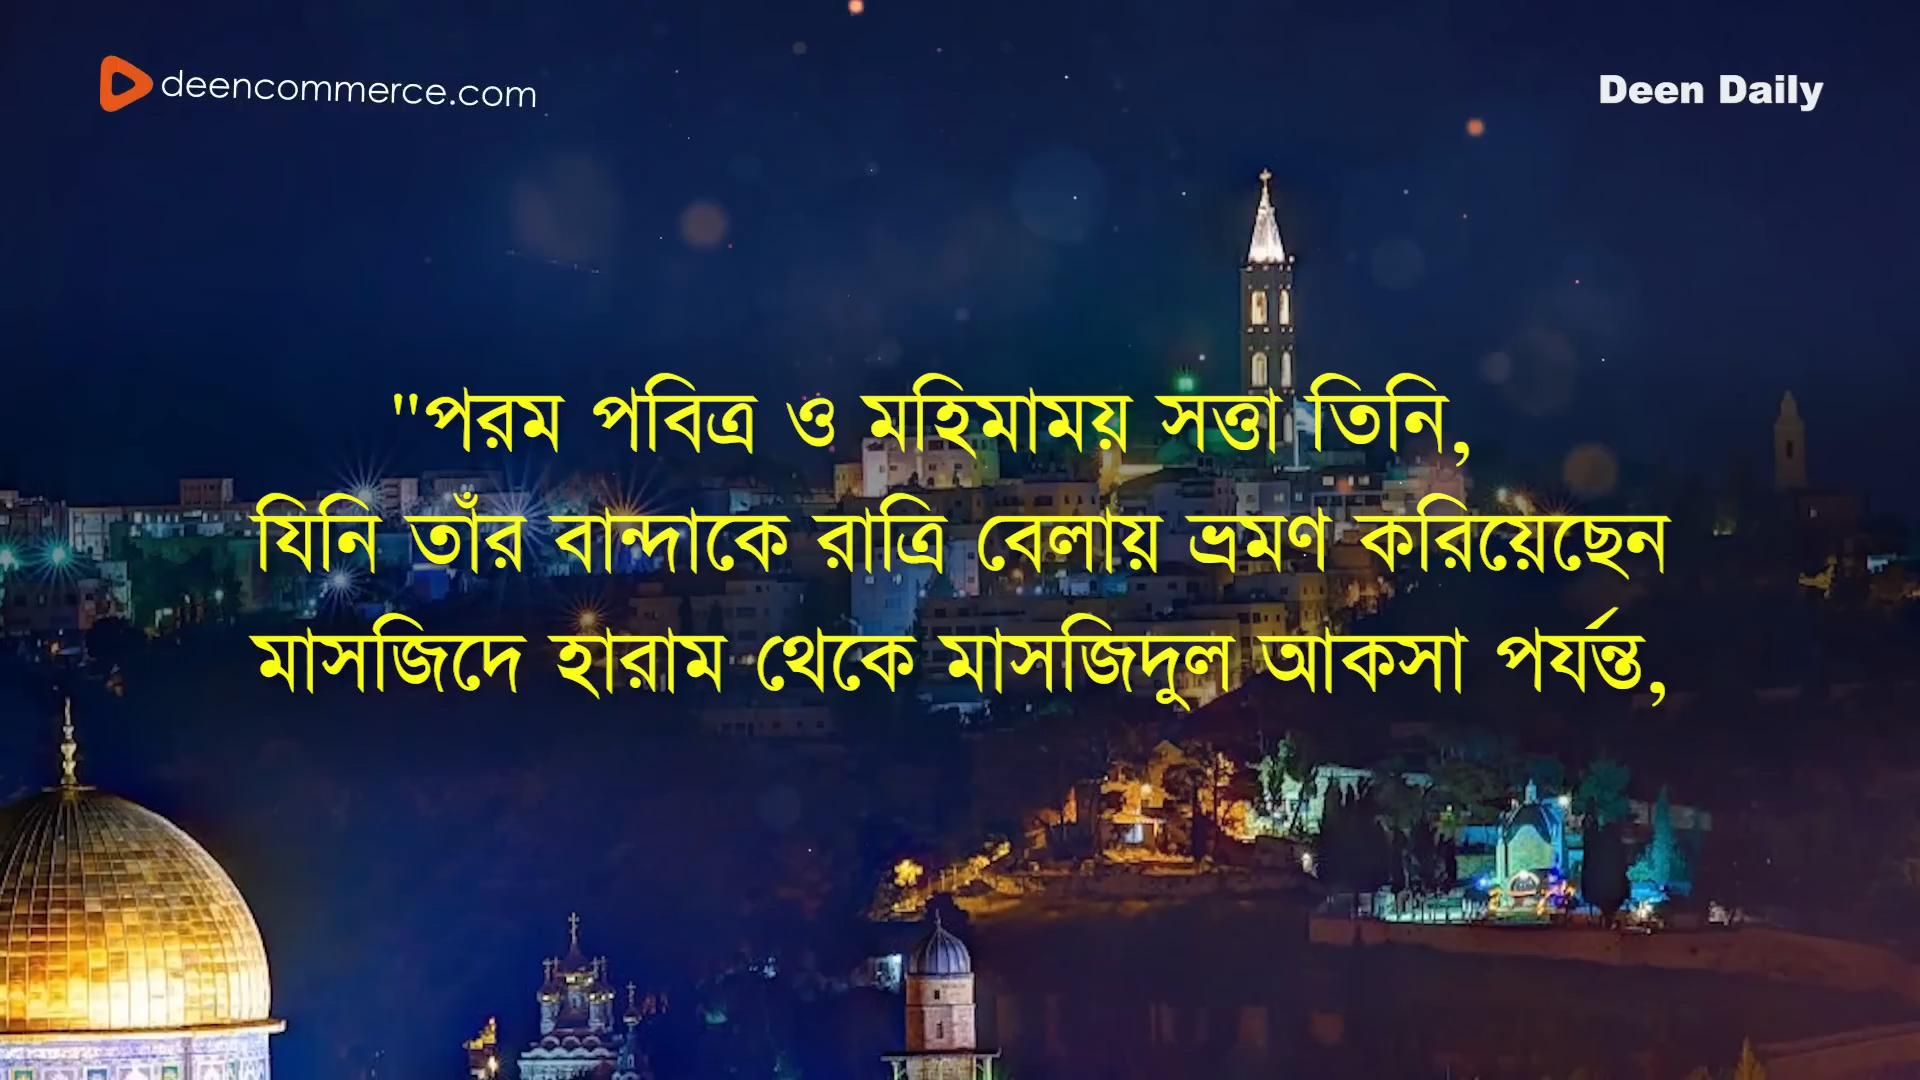 deencommerce.com
Deen Daily
"পরম পবিত্র ও মহিমাময় সত্তা তিনি,
যিনি তাঁর বান্দাকে রাত্রি বেলায় ভ্রমণ করিয়েছেন
মাসজিদে হারাম থেকে মাসজিদুল আকসা পর্যন্ত,